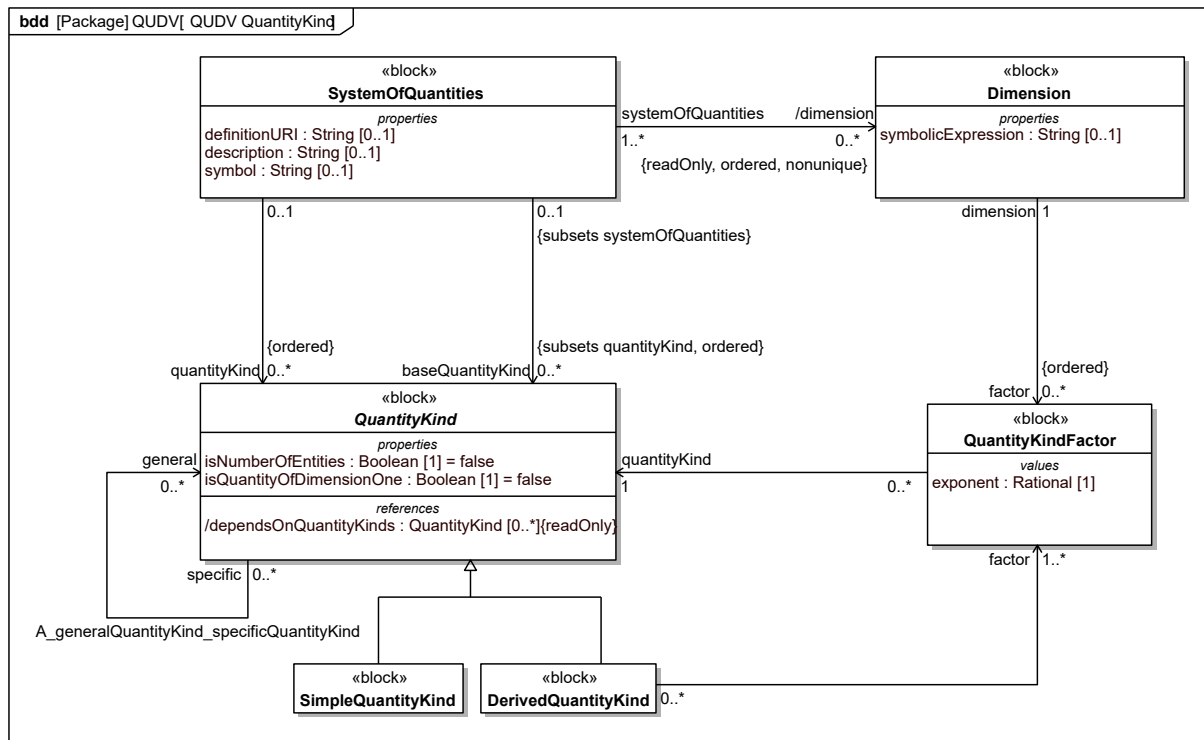 bdd [Package] QUDV[ QUDV QuantityKind]
«block»
SystemOfQuantities
properties
definitionURI : String [0..1]
description : String [0..1]
symbol : String [0..1]
systemOfQuantities
/dimension
1..*
0..*
{readOnly, ordered, nonunique}
«block»
Dimension
properties
symbolicExpression : String [0..1]
0..1
0..1
{subsets systemOfQuantities}
dimension 1
{ordered}
quantityKind 0..*
{subsets quantityKind, ordered}
baseQuantityKind 0..*
{ordered}
factor 0..*
«block»
QuantityKind
properties
isNumberOfEntities : Boolean [1] = false
isQuantityOfDimensionOne : Boolean [1] = false
references
/dependsOnQuantityKinds : QuantityKind [0..*]{readOnly}
general
0..*
specific 0..*
A_generalQuantityKind_specificQuantityKind
quantityKind
1
0..*
«block»
QuantityKindFactor
values
exponent : Rational [1]
factor 1..*
«block»
SimpleQuantityKind
«block»
DerivedQuantityKind
0..*